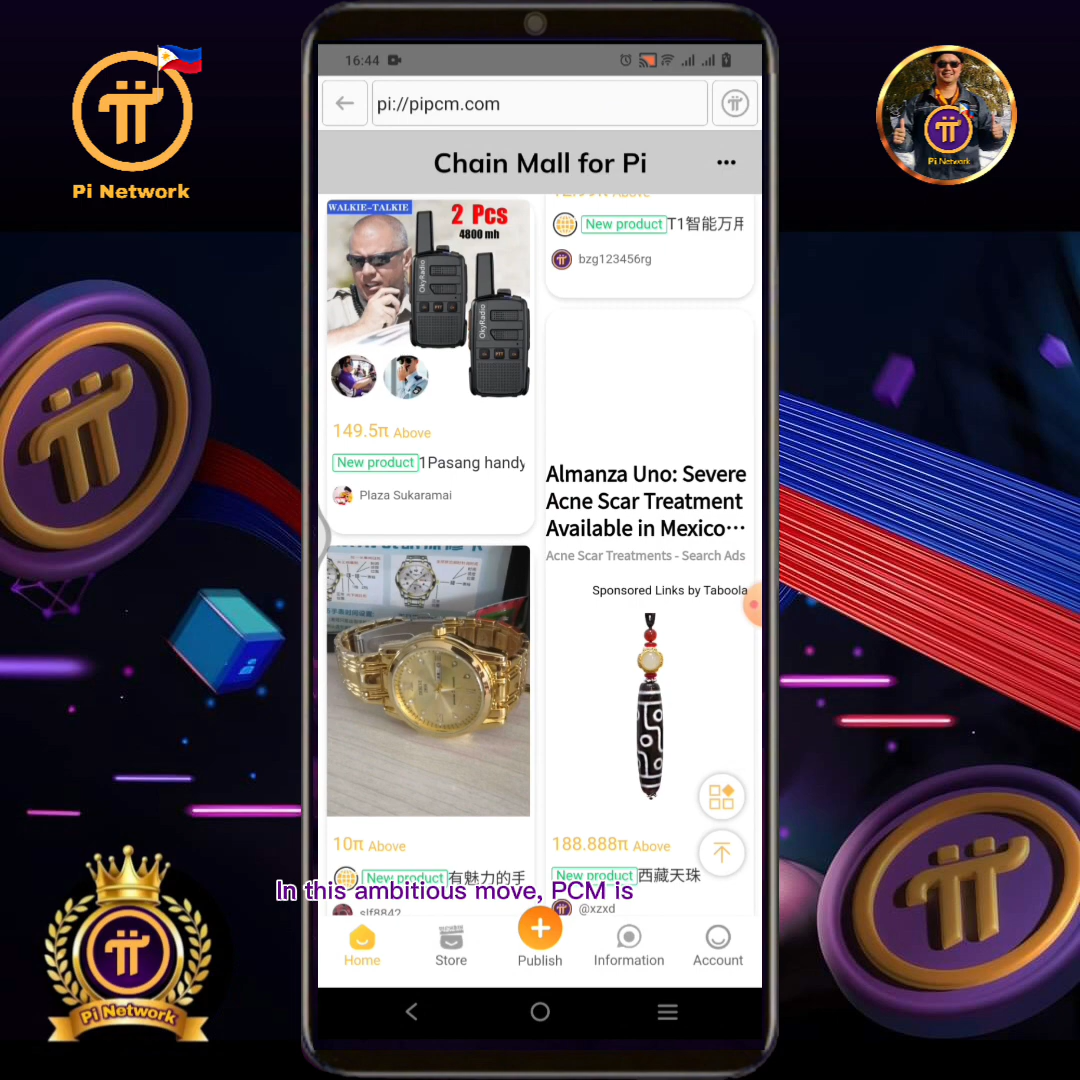 Pi Network
Pi Network
16:44
pi://pipcm.com
Chain Mall for Pi
WALKIE-TALKIE
2 Pcs
4800 mh
OkyRadio
OkyRadio
149.5π Above
New product 1Pasang handy
Plaza Sukaramai
New product T1智能万用
bzg123456rg
Almanza Uno: Severe
Acne Scar Treatment
Available in Mexico···
Acne Scar Treatments - Search Ads
Sponsored Links by Taboola
10π Above
New product 有魅力的手
slf8842
188.888π Above
New product 西藏天珠
@xzxd
In this ambitious move, PCM is
Home
Store
Publish
Information
Account
Pi Network